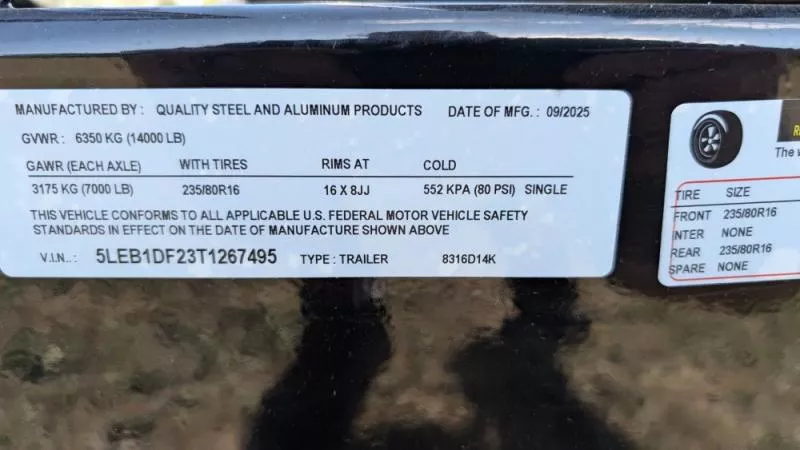 MANUFACTURED BY : QUALITY STEEL AND ALUMINUM PRODUCTS DATE OF MFG. : 09/2025
GVWR : 6350 KG (14000 LB)
GAWR (EACH AXLE) WITH TIRES RIMS AT COLD
3175 KG (7000 LB) 235/80R16 16 X 8JJ 552 KPA (80 PSI) SINGLE
THIS VEHICLE CONFORMS TO ALL APPLICABLE U.S. FEDERAL MOTOR VEHICLE SAFETY
STANDARDS IN EFFECT ON THE DATE OF MANUFACTURE SHOWN ABOVE
V.I.N.. : 5LEB1DF23T1267495 TYPE : TRAILER 8316D14K
The w
TIRE SIZE
FRONT 235/80R16
INTER NONE
REAR 235/80R16
SPARE NONE